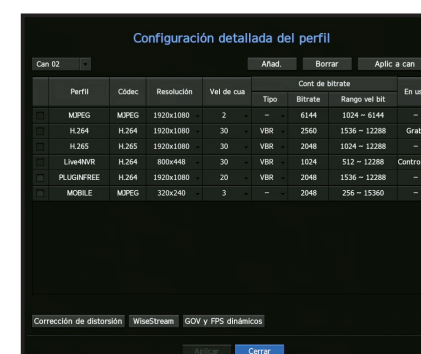 Configuración detallada del perfil
Can 02 Añad. Borrar Aplic a can
Perfil Códec Resolución Vel de cua Cont de bitrate En us
Tipo Bitrate Rango vel bit
MJPEG MJPEG 1920x1080 2 - 6144 1024 ~ 6144 -
H.264 H.264 1920x1080 30 VBR 2560 1536 ~ 12288 Grab
H.265 H.265 1920x1080 30 VBR 2048 1024 ~ 12288 -
Live4NVR H.264 800x448 30 VBR 1024 512 ~ 12288 Contro
PLUGINFREE H.264 1920x1080 20 VBR 2048 1536 ~ 12288 -
MOBILE MJPEG 320x240 3 - 2048 256 ~ 15360 -
Corrección de distorsión WiseStream GOV y FPS dinámicos
Aplicar Cerrar